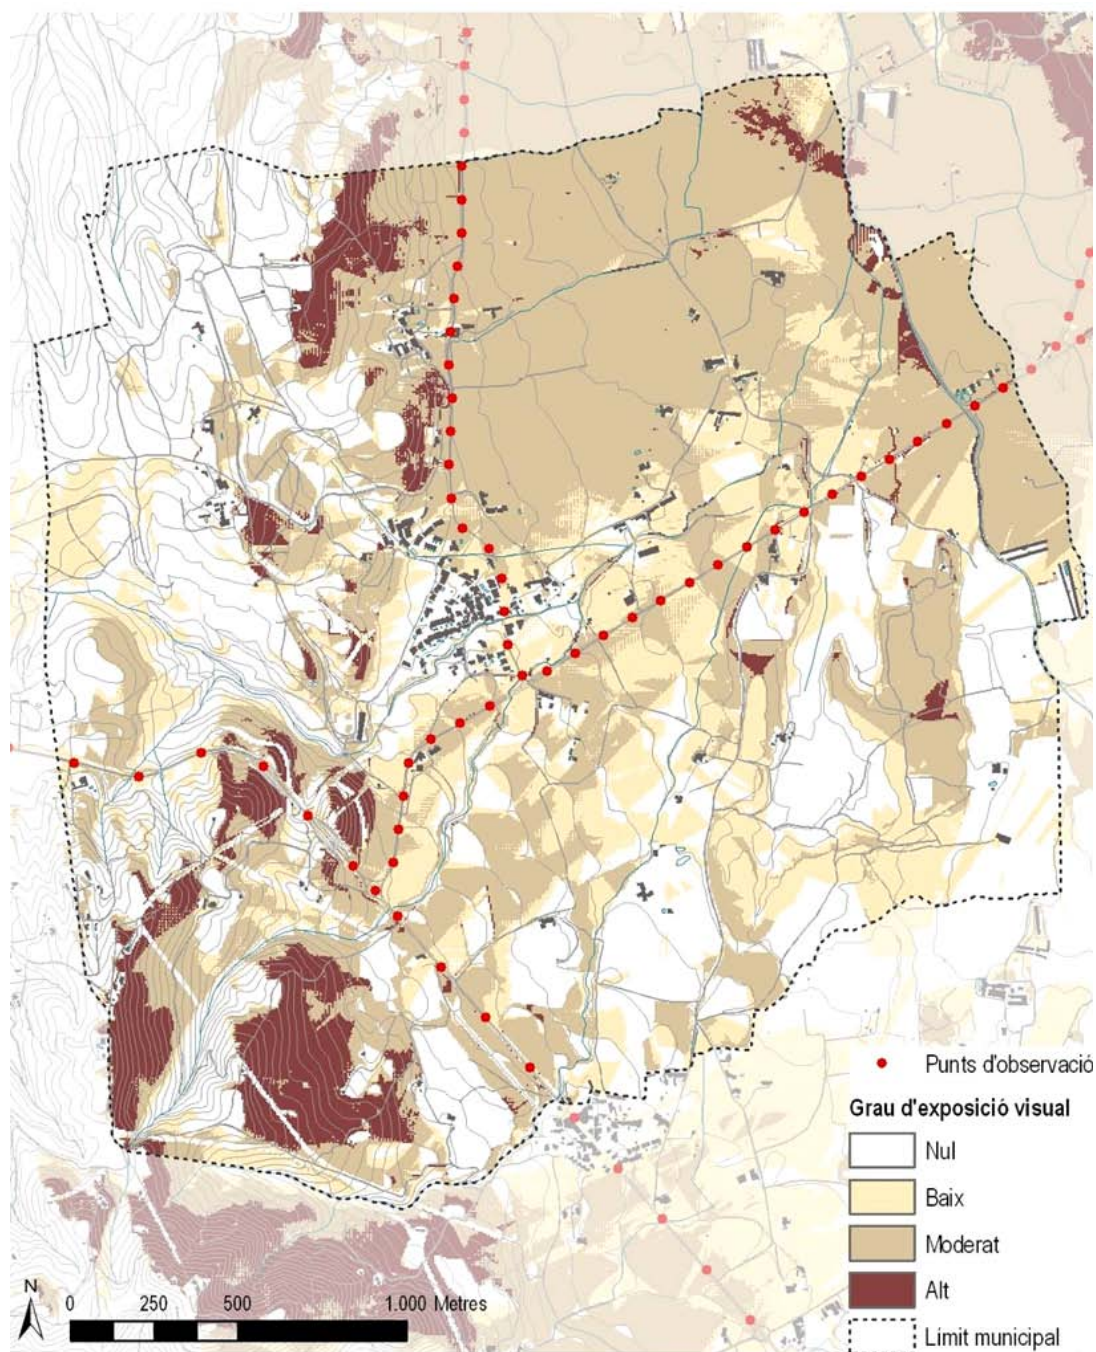 Punts d'observació
Grau d'exposició visual
Nul
Baix
Moderat
Alt
Límit municipal
N
0 250 500 1.000 Metres